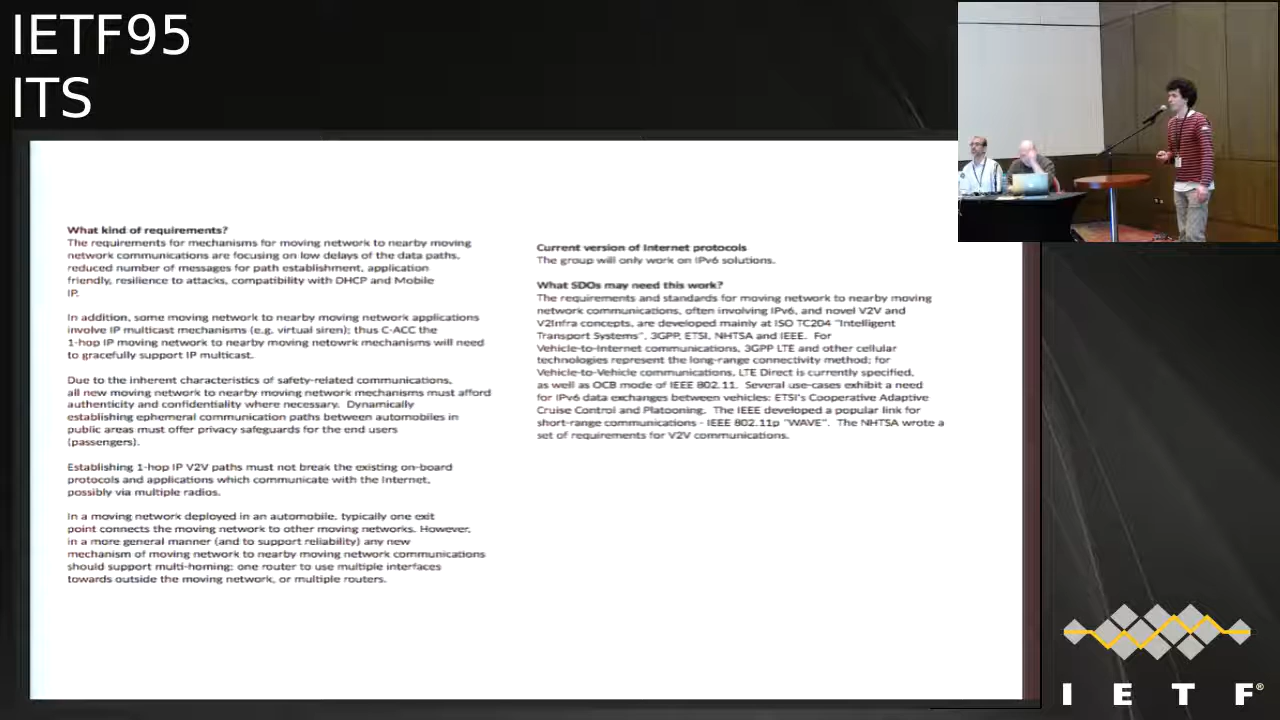 IETF95
ITS
What kind of requirements?
The requirements for mechanisms for moving network to nearby moving
network communications are focusing on low delays of the data paths,
reduced number of messages for path establishment, application
friendly, resilience to attacks, compatibility with DHCP and Mobile
IP.
In addition, some moving network to nearby moving network applications
involve IP multicast mechanisms (e.g. virtual siren); thus C-ACC the
1-hop IP moving network to nearby moving netowrk mechanisms will need
to gracefully support IP multicast.
Due to the inherent characteristics of safety-related communications,
all new moving network to nearby moving network mechanisms must afford
authenticity and confidentiality where necessary. Dynamically
establishing ephemeral communication paths between automobiles in
public areas must offer privacy safeguards for the end users
(passengers).
Establishing 1-hop IP V2V paths must not break the existing on-board
protocols and applications which communicate with the Internet,
possibly via multiple radios.
In a moving network deployed in an automobile, typically one exit
point connects the moving network to other moving networks. However,
in a more general manner (and to support reliability) any new
mechanism of moving network to nearby moving network communications
should support multi-homing: one router to use multiple interfaces
towards outside the moving network, or multiple routers.
Current version of Internet protocols
The group will only work on IPv6 solutions.
What SDOs may need this work?
The requirements and standards for moving network to nearby moving
network communications, often involving IPv6, and novel V2V and
V2Infra concepts, are developed mainly at ISO TC204 "Intelligent
Transport Systems", 3GPP, ETSI, NHTSA and IEEE. For
Vehicle-to-Internet communications, 3GPP LTE and other cellular
technologies represent the long-range connectivity method; for
Vehicle-to-Vehicle communications, LTE Direct is currently specified,
as well as OCB mode of IEEE 802.11. Several use-cases exhibit a need
for IPv6 data exchanges between vehicles: ETSI's Cooperative Adaptive
Cruise Control and Platooning. The IEEE developed a popular link for
short-range communications - IEEE 802.11p "WAVE". The NHTSA wrote a
set of requirements for V2V communications.
I E T F®